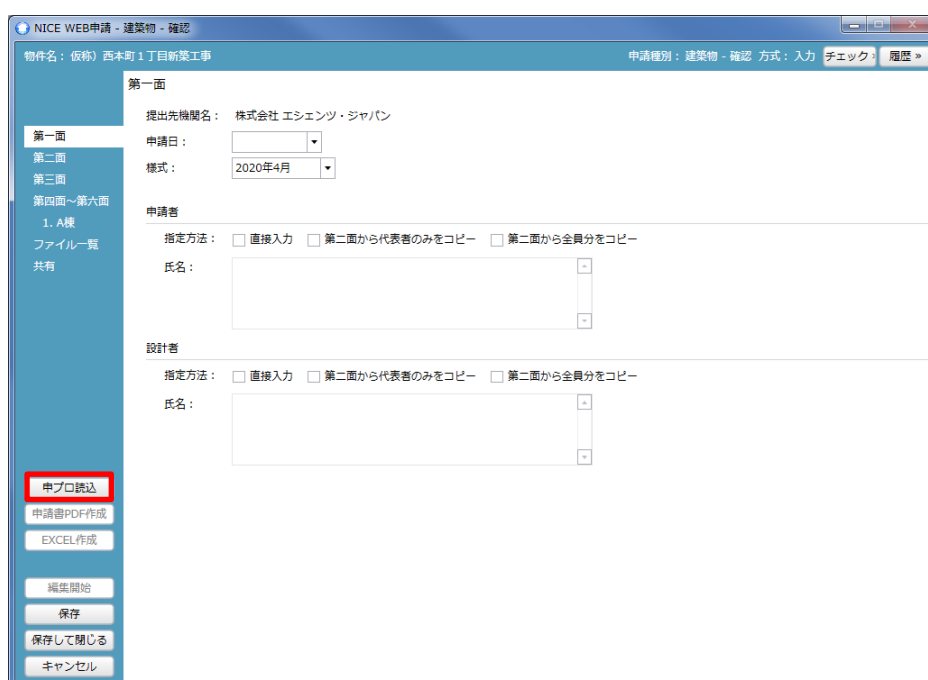 NICE WEB申請 - 建築物 - 確認
物件名： 仮称）西本町１丁目新築工事
申請種別： 建築物 - 確認 方式： 入力 チェック» 履歴 »
第一面
第二面
第三面
第四面～第六面
1. A棟
ファイル一覧
共有
申プロ読込
申請書PDF作成
EXCEL作成
編集開始
保存
保存して閉じる
キャンセル
第一面
提出先機関名： 株式会社 エシェンツ・ジャパン
申請日：
様式： 2020年4月
申請者
指定方法： 直接入力 第二面から代表者のみをコピー 第二面から全員分をコピー
氏名：
設計者
指定方法： 直接入力 第二面から代表者のみをコピー 第二面から全員分をコピー
氏名：